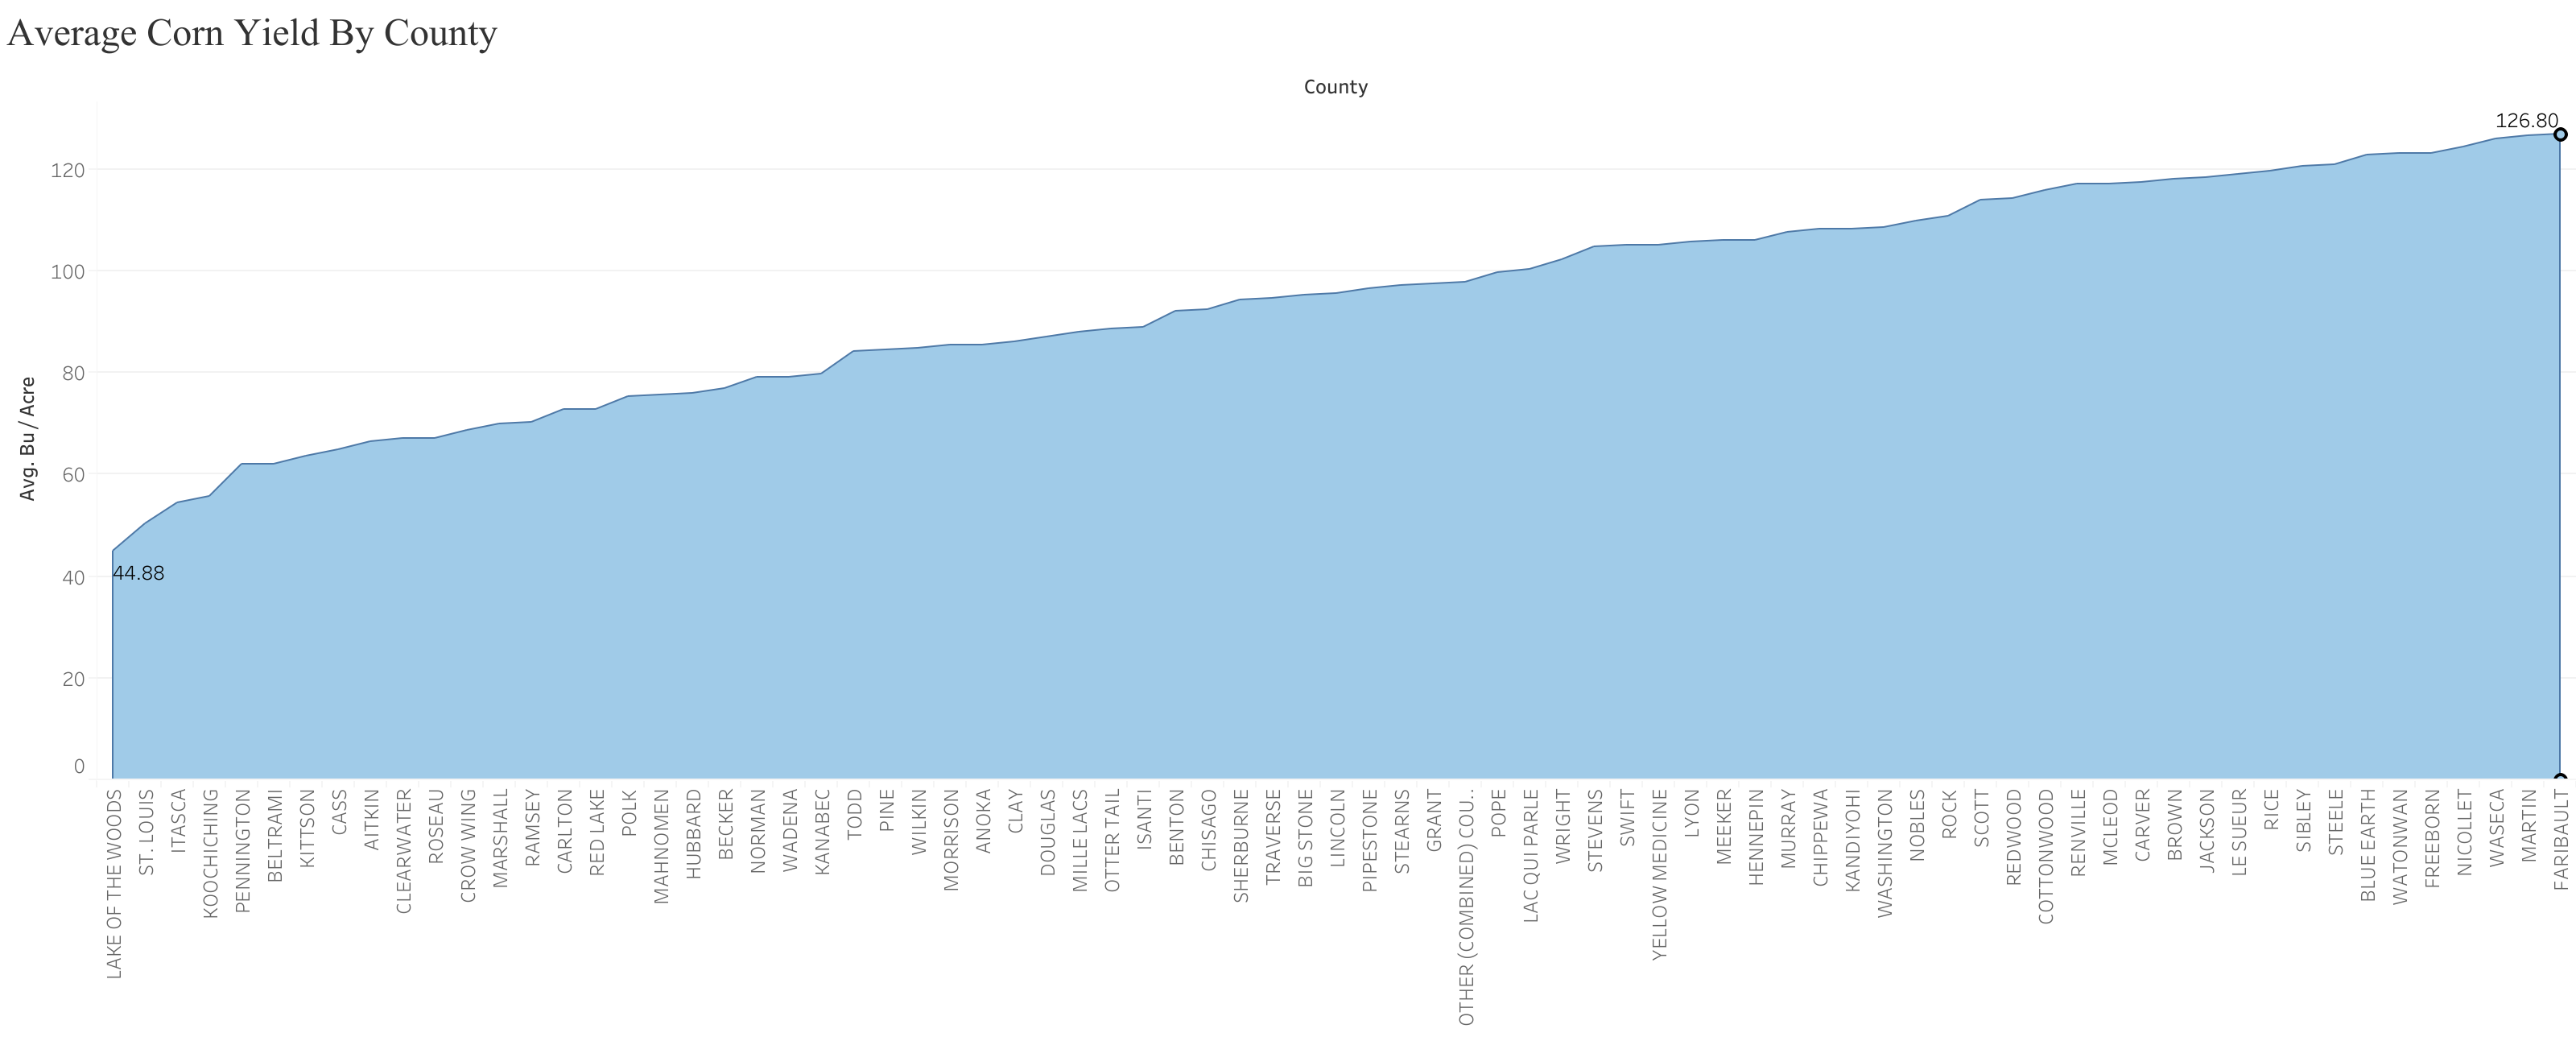 Average Corn Yield By County
County
126.80
120
100
80
60
40
20
0
Avg. Bu / Acre
44.88
LAKE OF THE WOODS
ST. LOUIS
ITASCA
KOOCHICHING
PENNINGTON
BELTRAMI
KITTSON
CASS
AITKIN
CLEARWATER
ROSEAU
CROW WING
MARSHALL
RAMSEY
CARLTON
RED LAKE
POLK
MAHNOMEN
HUBBARD
BECKER
NORMAN
WADENA
KANABEC
TODD
PINE
WILKIN
MORRISON
ANOKA
CLAY
DOUGLAS
MILLE LACS
OTTER TAIL
ISANTI
BENTON
CHISAGO
SHERBURNE
TRAVERSE
BIG STONE
LINCOLN
PIPESTONE
STEARNS
GRANT
OTHER (COMBINED) COU..
POPE
LAC QUI PARLE
WRIGHT
STEVENS
SWIFT
YELLOW MEDICINE
LYON
MEEKER
HENNEPIN
MURRAY
CHIPPEWA
KANDIYOHI
WASHINGTON
NOBLES
ROCK
SCOTT
REDWOOD
COTTONWOOD
RENVILLE
MCLEOD
CARVER
BROWN
JACKSON
LE SUEUR
RICE
SIBLEY
STEELE
BLUE EARTH
WATONWAN
FREEBORN
NICOLLET
WASECA
MARTIN
FARIBAULT